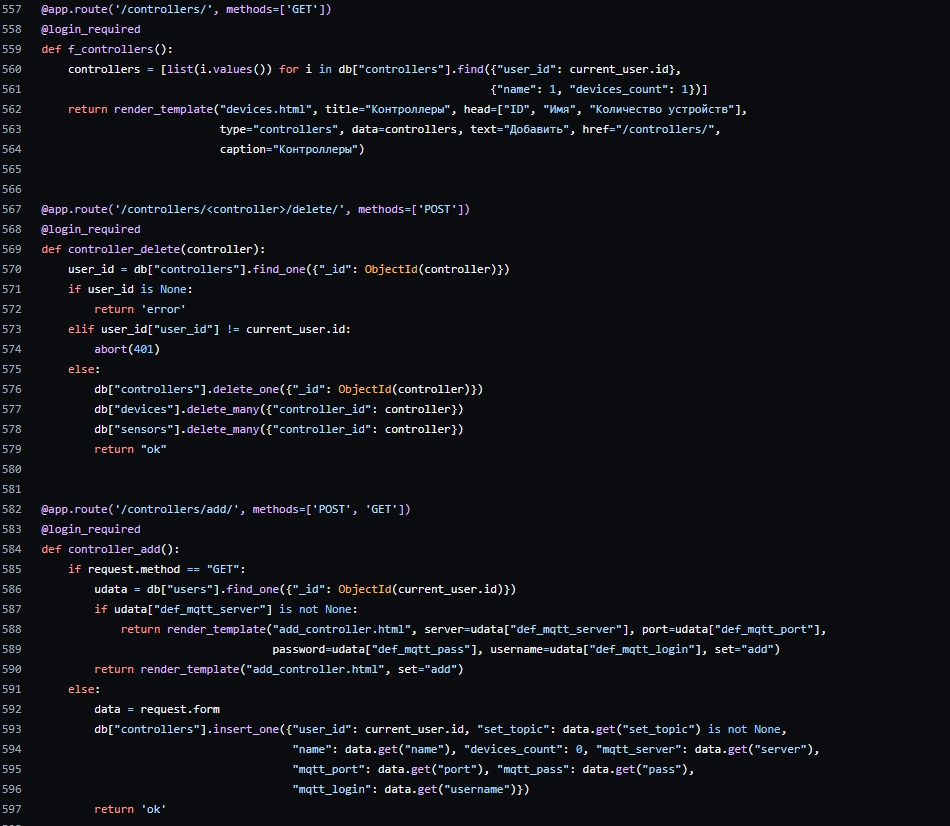 557 @app.route('/controllers/', methods=['GET'])
558 @login_required
559 def f_controllers():
560     controllers = [list(i.values()) for i in db["controllers"].find({"user_id": current_user.id},
561                                                                     {"name": 1, "devices_count": 1})]
562     return render_template("devices.html", title="Контроллеры", head=["ID", "Имя", "Количество устройств"],
563                            type="controllers", data=controllers, text="Добавить", href="/controllers/",
564                            caption="Контроллеры")
565
566
567 @app.route('/controllers/<controller>/delete/', methods=['POST'])
568 @login_required
569 def controller_delete(controller):
570     user_id = db["controllers"].find_one({"_id": ObjectId(controller)})
571     if user_id is None:
572         return 'error'
573     elif user_id["user_id"] != current_user.id:
574         abort(401)
575     else:
576         db["controllers"].delete_one({"_id": ObjectId(controller)})
577         db["devices"].delete_many({"controller_id": controller})
578         db["sensors"].delete_many({"controller_id": controller})
579         return "ok"
580
581
582 @app.route('/controllers/add/', methods=['POST', 'GET'])
583 @login_required
584 def controller_add():
585     if request.method == "GET":
586         udata = db["users"].find_one({"_id": ObjectId(current_user.id)})
587         if udata["def_mqtt_server"] is not None:
588             return render_template("add_controller.html", server=udata["def_mqtt_server"], port=udata["def_mqtt_port"],
589                                    password=udata["def_mqtt_pass"], username=udata["def_mqtt_login"], set="add")
590         return render_template("add_controller.html", set="add")
591     else:
592         data = request.form
593         db["controllers"].insert_one({"user_id": current_user.id, "set_topic": data.get("set_topic") is not None,
594                                       "name": data.get("name"), "devices_count": 0, "mqtt_server": data.get("server"),
595                                       "mqtt_port": data.get("port"), "mqtt_pass": data.get("pass"),
596                                       "mqtt_login": data.get("username")})
597         return 'ok'